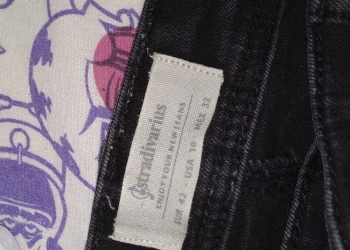 stradivarius
ENJOY YOUR NEW JEANS
EUR 42 - USA 10 - MEX 32